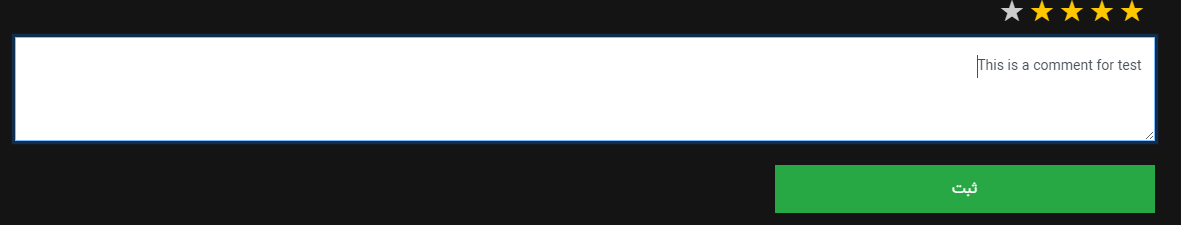 This is a comment for test
ثبت